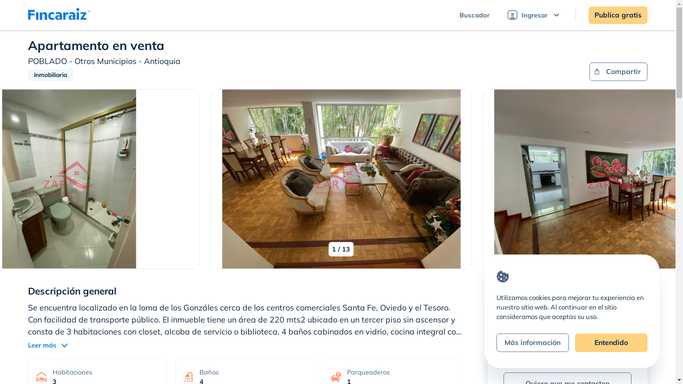 Fincaraiz
Buscador
Ingresar
Publica gratis
Apartamento en venta
POBLADO - Otros Municipios - Antioquia
Inmobiliaria
Compartir
1 / 13
Descripción general
Se encuentra localizado en la loma de los Gonzáles cerca de los centros comerciales Santa Fe, Oviedo y el Tesoro.
Con facilidad de transporte público. El inmueble tiene un área de 220 mts2 ubicado en un tercer piso sin ascensor y
consta de 3 habitaciones con closet, alcoba de servicio o biblioteca. 4 baños cabinados en vidrio, cocina integral co...
Leer más
Habitaciones
3
Baños
4
Parqueaderos
1
Utilizamos cookies para mejorar tu experiencia en
nuestro sitio web. Al continuar en el sitio
consideramos que aceptas su uso.
Más información
Entendido
Quiero que me contacten